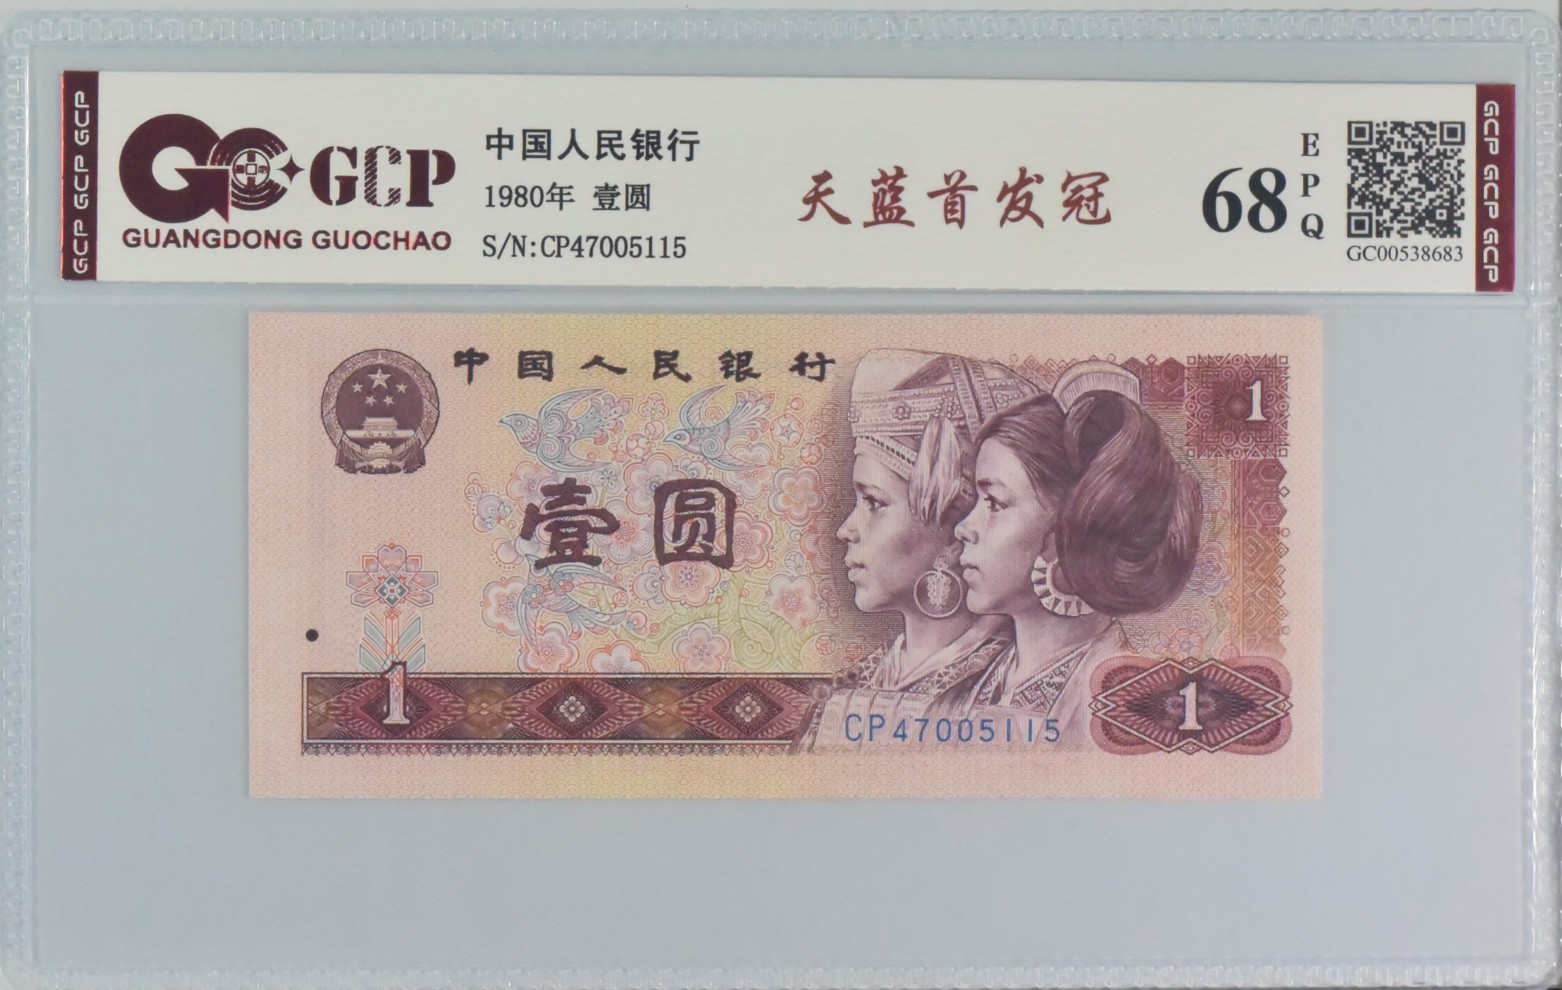 GCP GCP GCP
GC GCP
GUANGDONG GUOCHAO
中国人民银行
1980年 壹圆
S/N:CP47005115
天蓝首发冠
68
EPQ
GC00538683
GCP GCP GCP
中国人民银行
1
壹圆
1
CP47005115
1